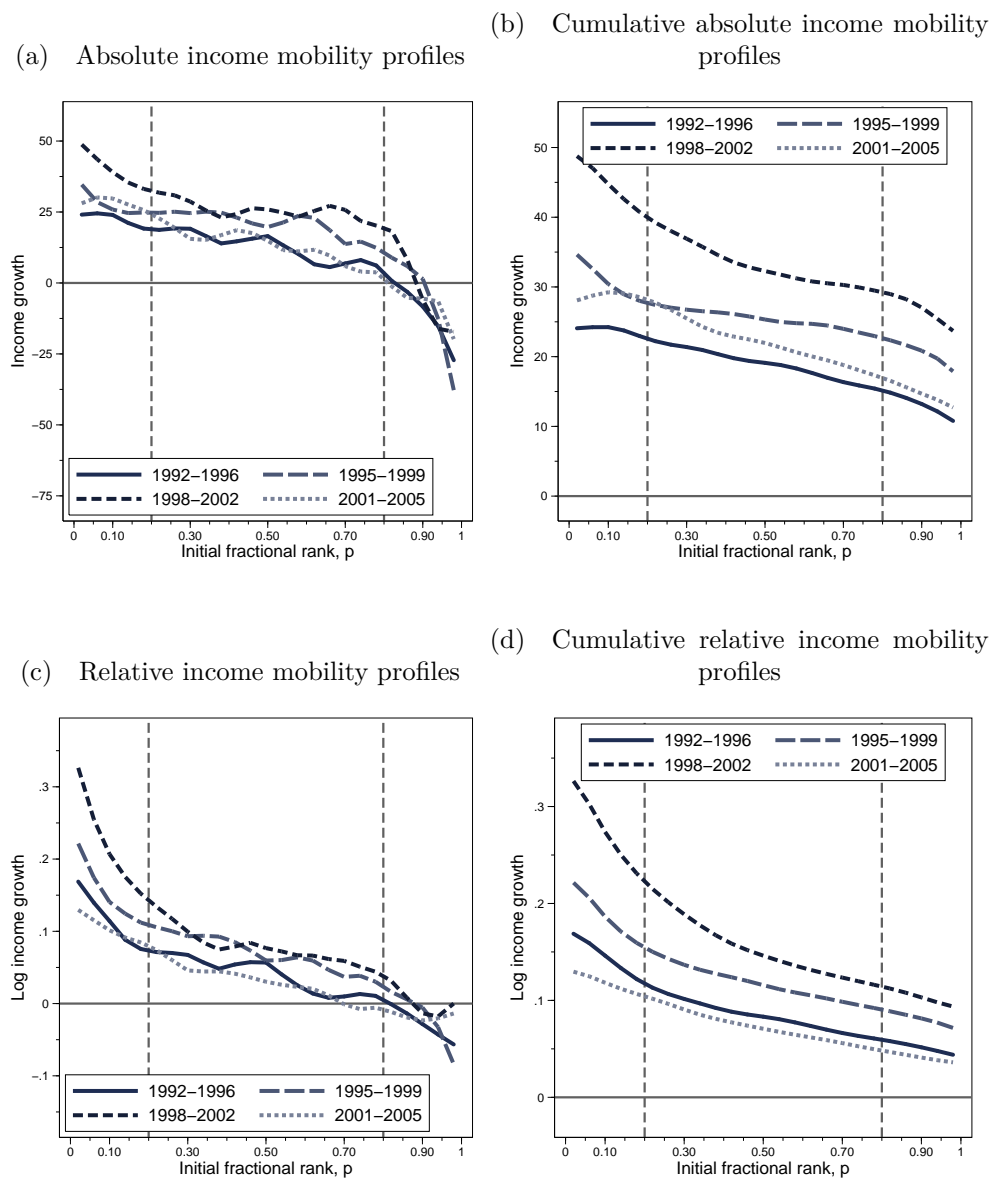 (a) Absolute income mobility profiles
50
25
0
−25
−50
−75
Income growth
1992−1996 1995−1999
1998−2002 2001−2005
0 0.10 0.30 0.50 0.70 0.90 1
Initial fractional rank, p
(b) Cumulative absolute income mobility
profiles
1992−1996 1995−1999
1998−2002 2001−2005
50
40
30
20
10
0
Income growth
0 0.10 0.30 0.50 0.70 0.90 1
Initial fractional rank, p
(c) Relative income mobility profiles
.3
.2
.1
0
−.1
Log income growth
1992−1996 1995−1999
1998−2002 2001−2005
0 0.10 0.30 0.50 0.70 0.90 1
Initial fractional rank, p
(d) Cumulative relative income mobility
profiles
1992−1996 1995−1999
1998−2002 2001−2005
.3
.2
.1
0
Log income growth
0 0.10 0.30 0.50 0.70 0.90 1
Initial fractional rank, p